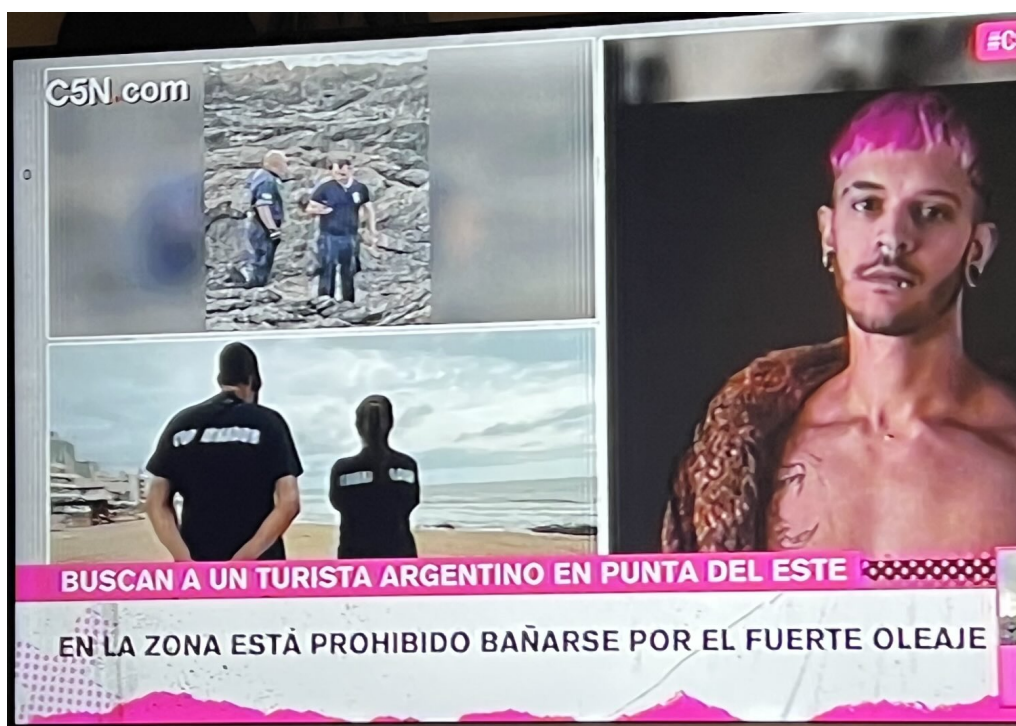 C5N.com
#C
BUSCAN A UN TURISTA ARGENTINO EN PUNTA DEL ESTE
EN LA ZONA ESTÁ PROHIBIDO BAÑARSE POR EL FUERTE OLEAJE